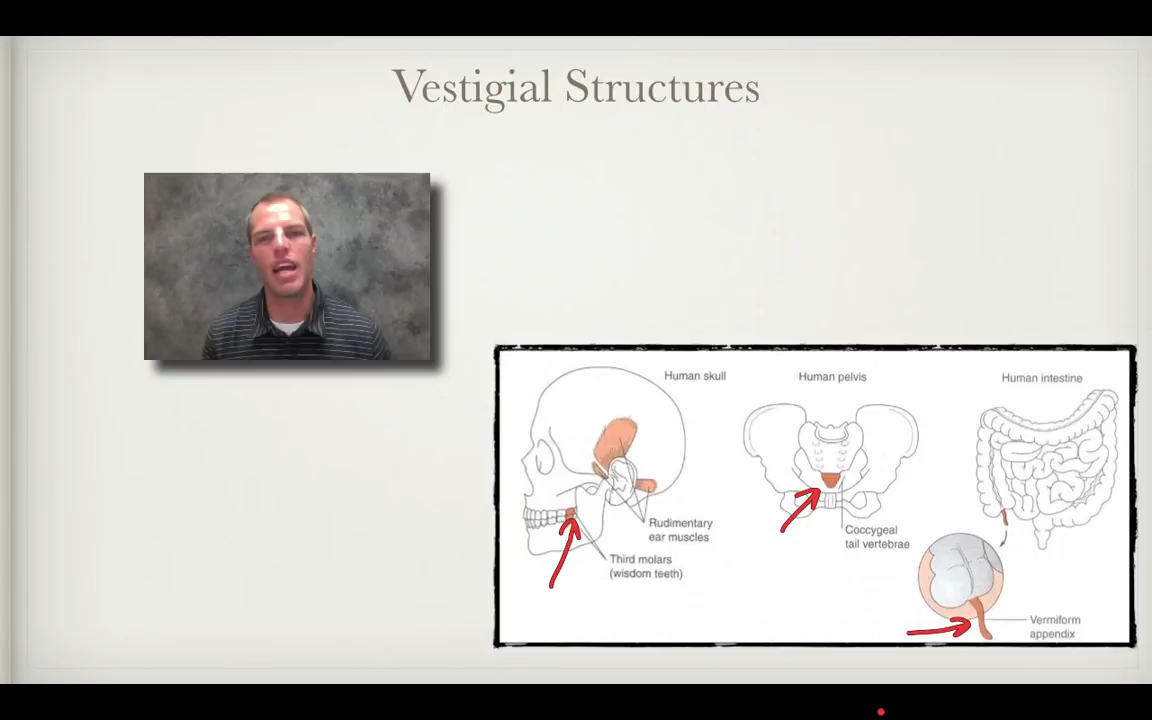 Vestigial Structures
Human skull
Human pelvis
Human intestine
Rudimentary
ear muscles
Third molars
(wisdom teeth)
Coccygeal
tail vertebrae
Vermiform
appendix